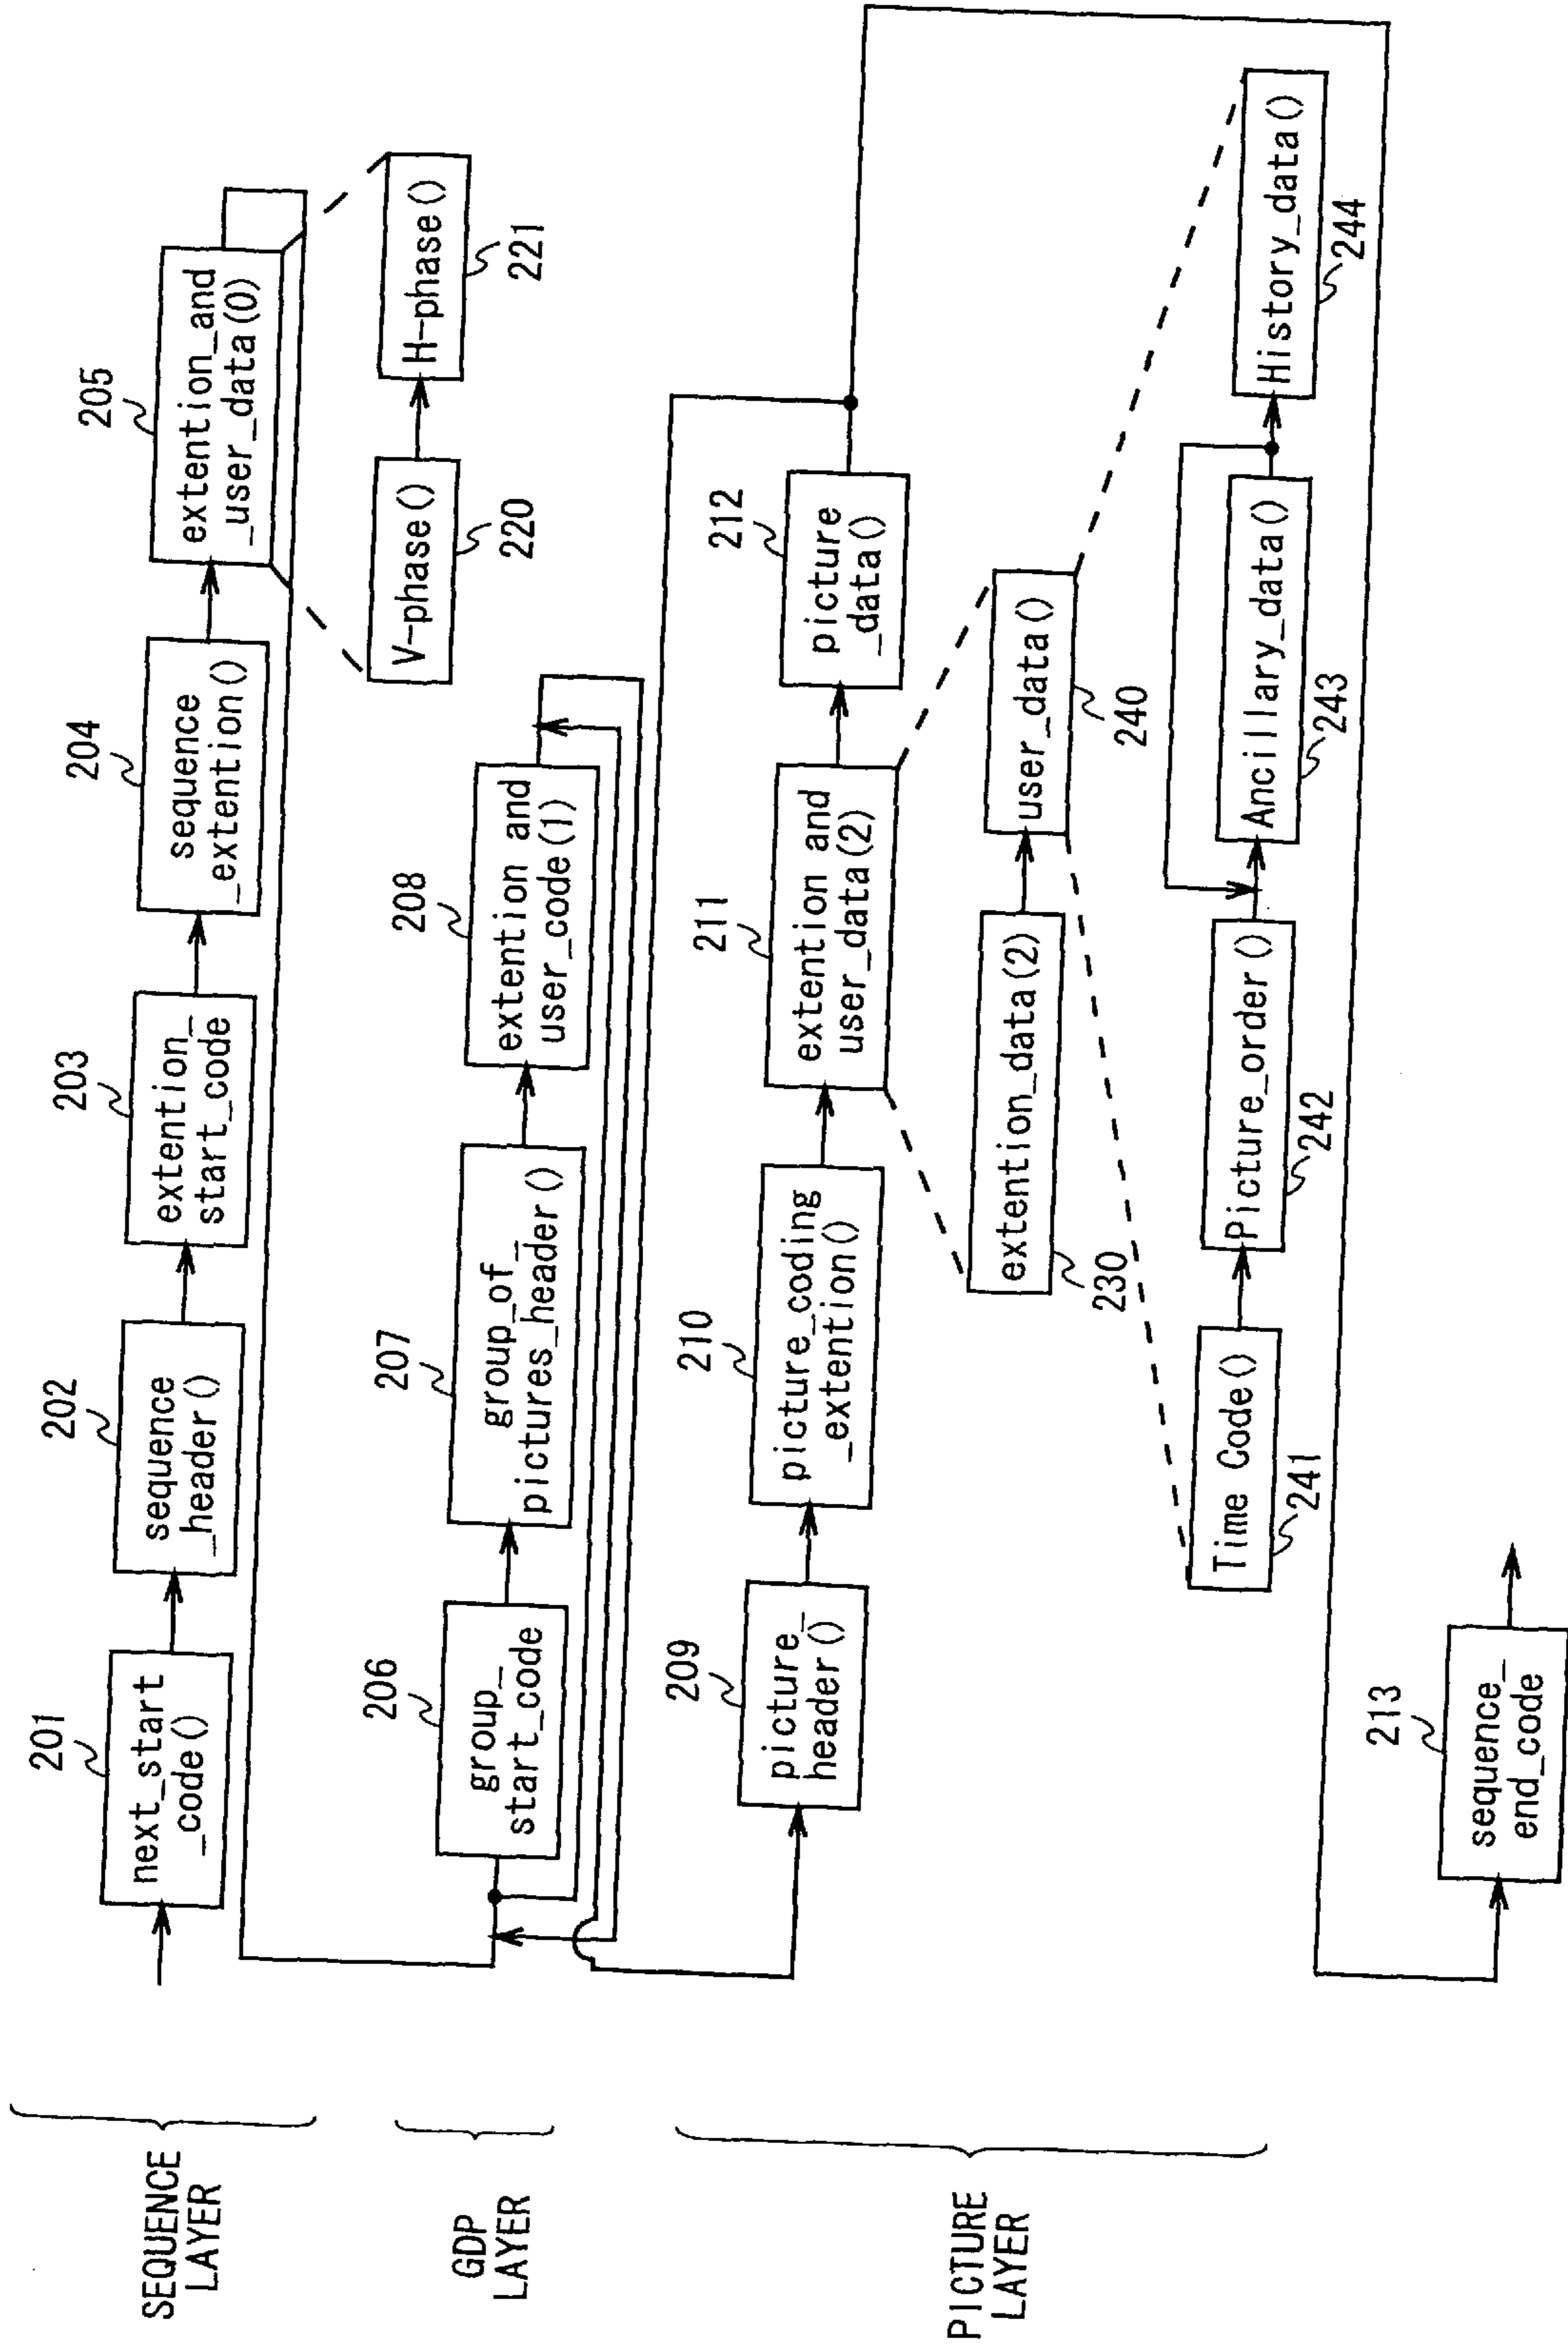 SEQUENCE
LAYER
201
next_start
_code()
202
sequence
_header()
203
extention_
start_code
204
sequence
_extention()
205
extention_and
_user_data(0)
V-phase()
220
H-phase()
221
GDP
LAYER
206
group_
start_code
207
group_of_
pictures_header()
208
extention and
user_code(1)
PICTURE
LAYER
209
picture_
header()
210
picture_coding
_extention()
211
extention and
user_data(2)
212
picture
_data()
extention_data(2)
230
user_data()
240
Time Code()
241
Picture_order()
242
Ancillary_data()
243
History_data()
244
213
sequence_
end_code